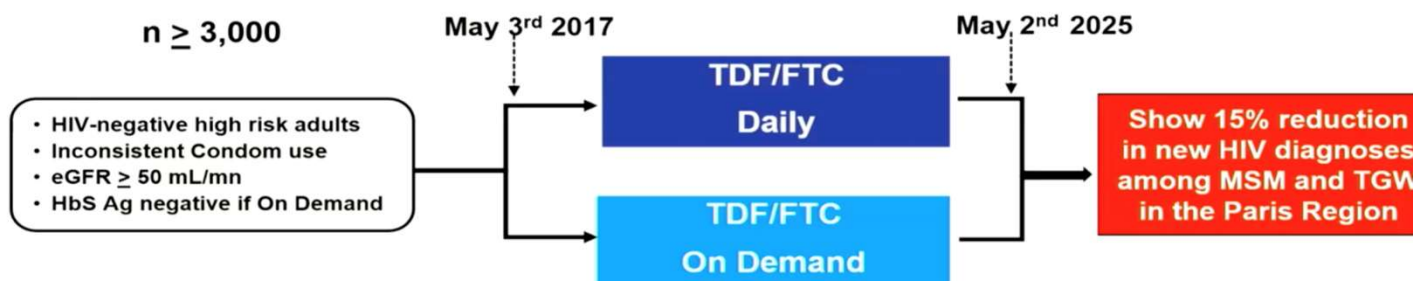 n ≥ 3,000
May 3rd 2017
May 2nd 2025
• HIV-negative high risk adults
• Inconsistent Condom use
• eGFR ≥ 50 mL/mn
• HbS Ag negative if On Demand
TDF/FTC
Daily
TDF/FTC
On Demand
Show 15% reduction
in new HIV diagnoses
among MSM and TGW
in the Paris Region